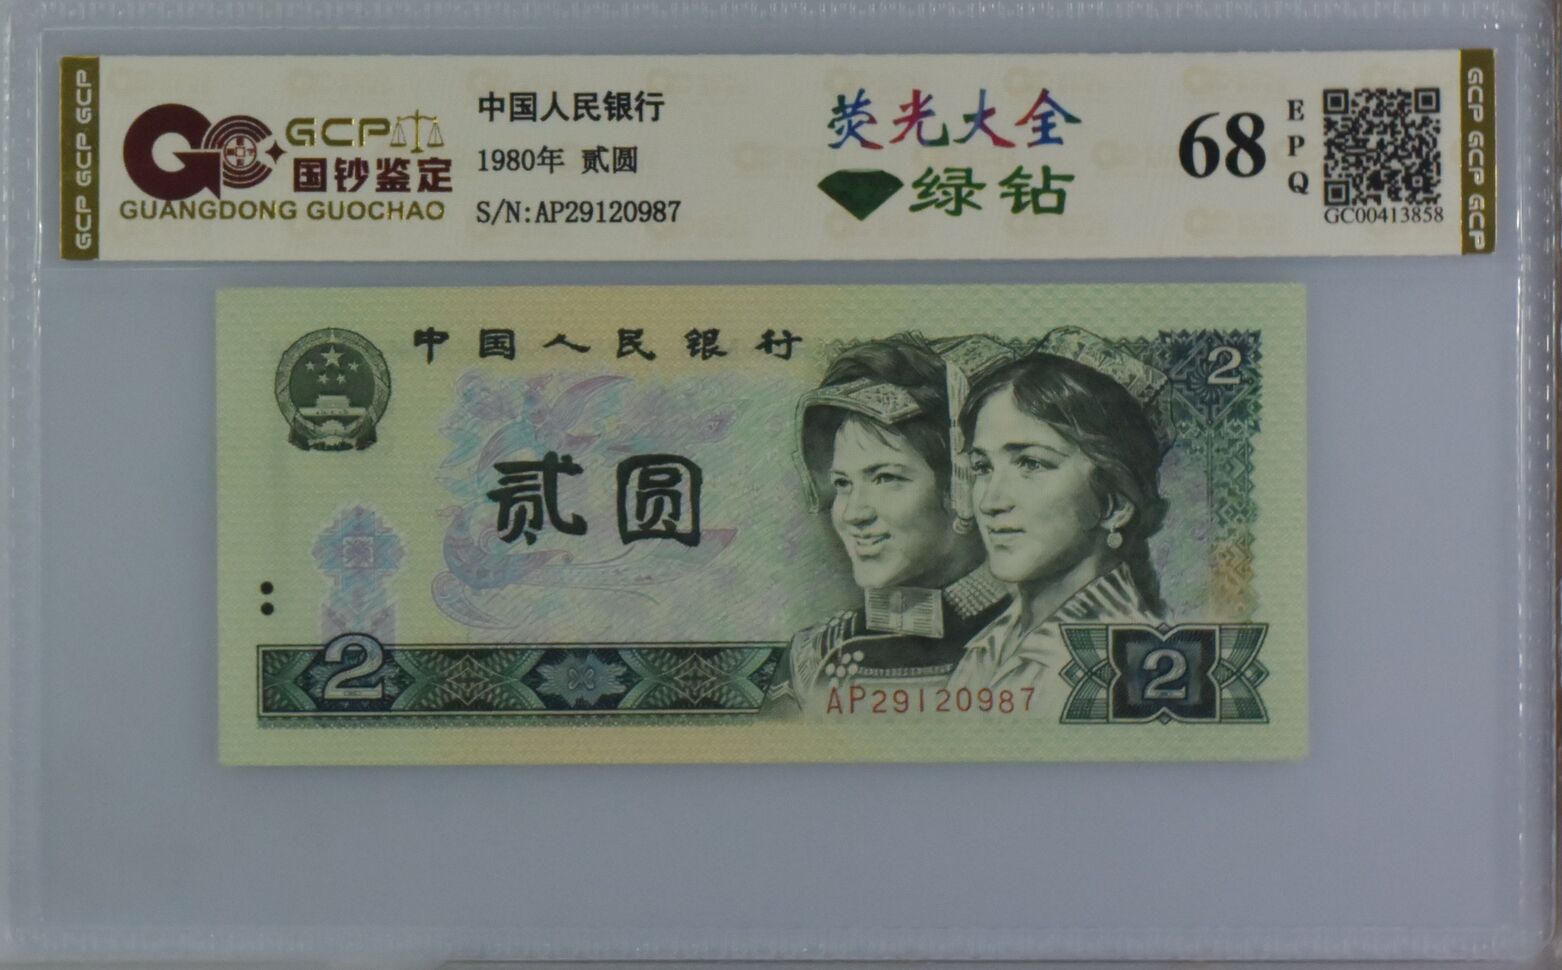 GCP GCP GCP
GCP
国钞鉴定
GUANGDONG GUOCHAO
中国人民银行
1980年 贰圆
S/N:AP29120987
荧光大全
绿钻
68
EPQ
GC00413858
GCP GCP GCP
中国人民银行
2
贰圆
2
AP29120987
2